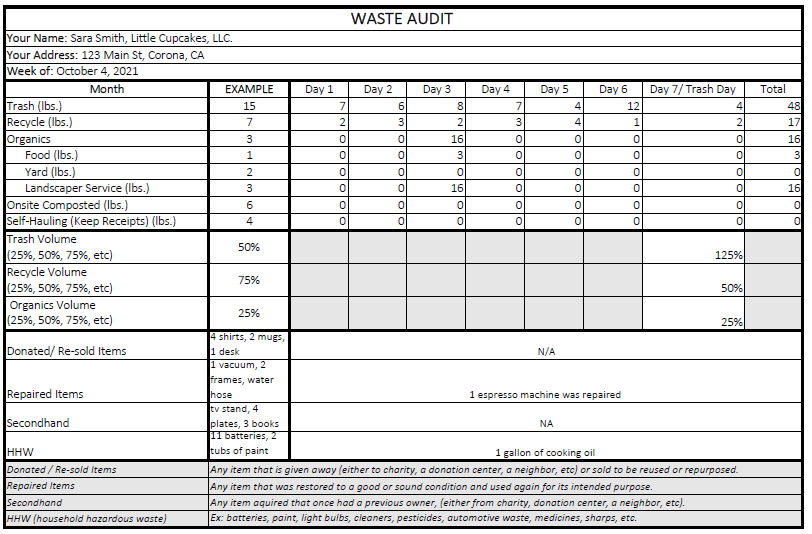 WASTE AUDIT
Your Name: Sara Smith, Little Cupcakes, LLC.
Your Address: 123 Main St, Corona, CA
Week of: October 4, 2021
Month EXAMPLE Day 1 Day 2 Day 3 Day 4 Day 5 Day 6 Day 7/ Trash Day Total
Trash (lbs.) 15 7 6 8 7 4 12 4 48
Recycle (lbs.) 7 2 3 2 3 4 1 2 17
Organics 3 0 0 16 0 0 0 0 16
Food (lbs.) 1 0 0 3 0 0 0 0 3
Yard (lbs.) 2 0 0 0 0 0 0 0 0
Landscaper Service (lbs.) 3 0 0 16 0 0 0 0 16
Onsite Composted (lbs.) 6 0 0 0 0 0 0 0 0
Self-Hauling (Keep Receipts) (lbs.) 4 0 0 0 0 0 0 0 0
Trash Volume
(25%, 50%, 75%, etc) 50% 125%
Recycle Volume
(25%, 50%, 75%, etc) 75% 50%
Organics Volume
(25%, 50%, 75%, etc) 25% 25%
4 shirts, 2 mugs,
Donated/ Re-sold Items 1 desk N/A
1 vacuum, 2
frames, water
Repaired Items hose 1 espresso machine was repaired
tv stand, 4
Secondhand plates, 3 books NA
11 batteries, 2
HHW tubs of paint 1 gallon of cooking oil
Donated / Re-sold Items Any item that is given away (either to charity, a donation center, a neighbor, etc) or sold to be reused or repurposed.
Repaired Items Any item that was restored to a good or sound condition and used again for its intended purpose.
Secondhand Any item aquired that once had a previous owner, (either from charity, donation center, a neighbor, etc).
HHW (household hazardous waste) Ex: batteries, paint, light bulbs, cleaners, pesticides, automotive waste, medicines, sharps, etc.